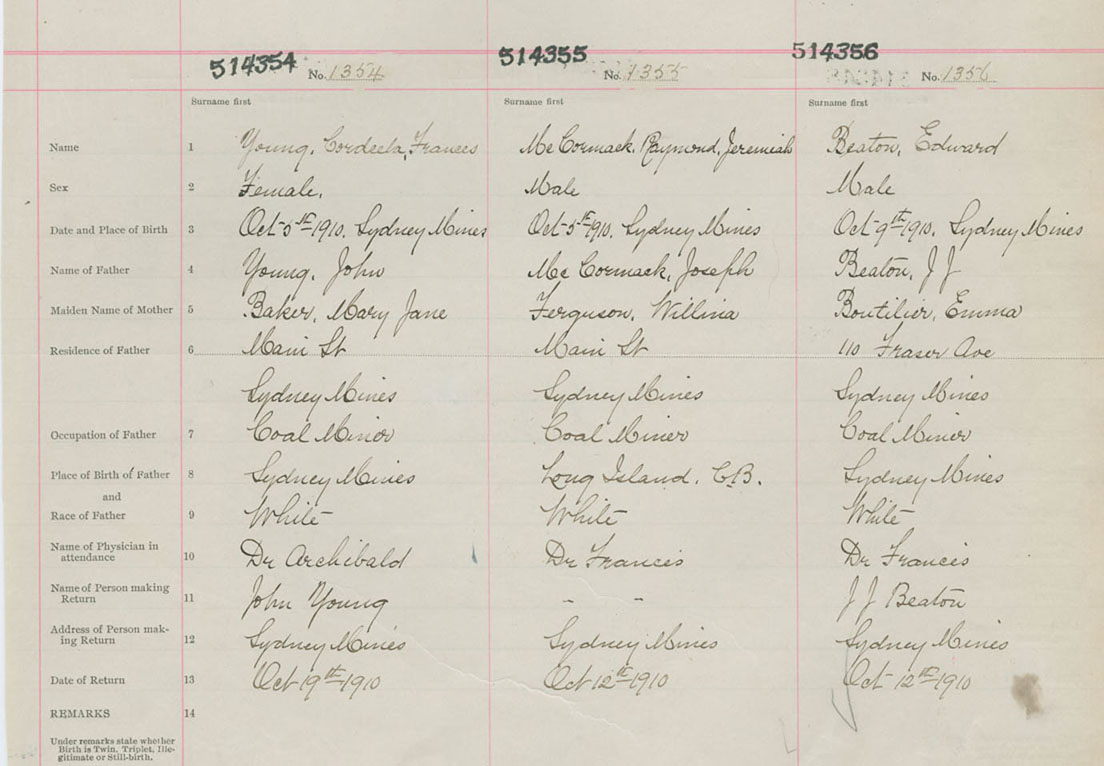 514354 No. 1354 514355 No. 1355 514356 No. 1356
Surname first Surname first Surname first
Name 1 Young, Cordeela, Frances McCormack, Raymond, Jeremiah Beaton, Edward
Sex 2 Female. Male Male
Date and Place of Birth 3 Oct 5th 1910. Sydney Mines Oct 5th 1910. Sydney Mines Oct 9th 1910. Sydney Mines
Name of Father 4 Young, John McCormack, Joseph Beaton, J J
Maiden Name of Mother 5 Baker, Mary Jane Ferguson, Willina Boutilier, Emma
Residence of Father 6 Main St Main St 110 Fraser Ave
Sydney Mines Sydney Mines Sydney Mines
Occupation of Father 7 Coal Miner Coal Miner Coal Miner
Place of Birth of Father 8 Sydney Mines Long Island. C.B. Sydney Mines
and
Race of Father 9 White White White
Name of Physician in
attendance 10 Dr Archibald Dr Francis Dr Francis
Name of Person making
Return 11 John Young - - J J Beaton
Address of Person mak-
ing Return 12 Sydney Mines Sydney Mines Sydney Mines
Date of Return 13 Oct 19th 1910 Oct 12th 1910 Oct 12th 1910
REMARKS 14
Under remarks state whether
Birth is Twin, Triplet, Ille-
gitimate or Still-birth.